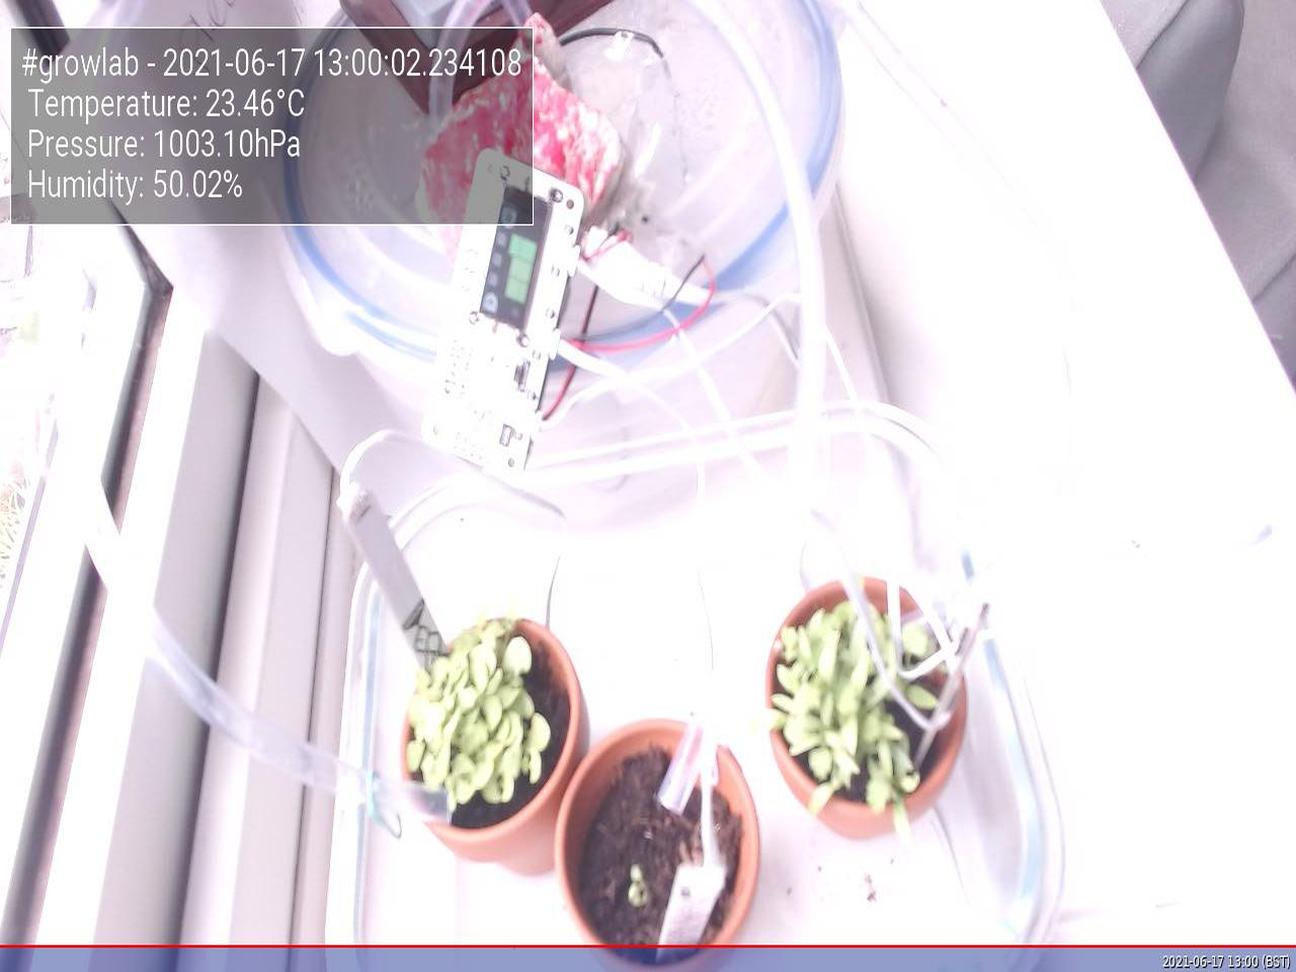 #growlab - 2021-06-17 13:00:02.234108
Temperature: 23.46°C
Pressure: 1003.10hPa
Humidity: 50.02%
2021-06-17 13:00 (BST)